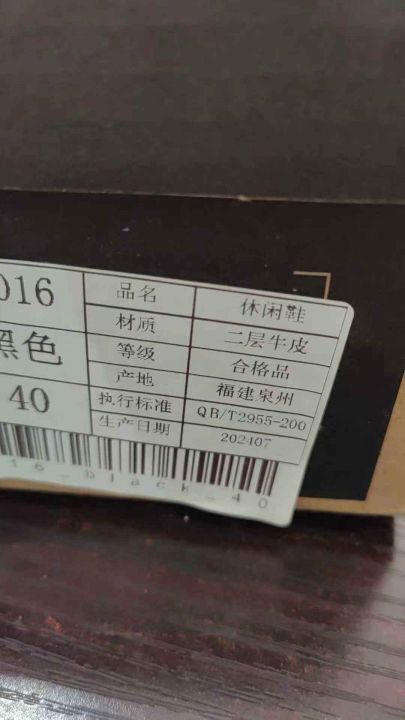 016
黑色
40
品名 休闲鞋
材质 二层牛皮
等级 合格品
产地 福建泉州
执行标准 QB/T2955-200
生产日期 202407
16-black-40